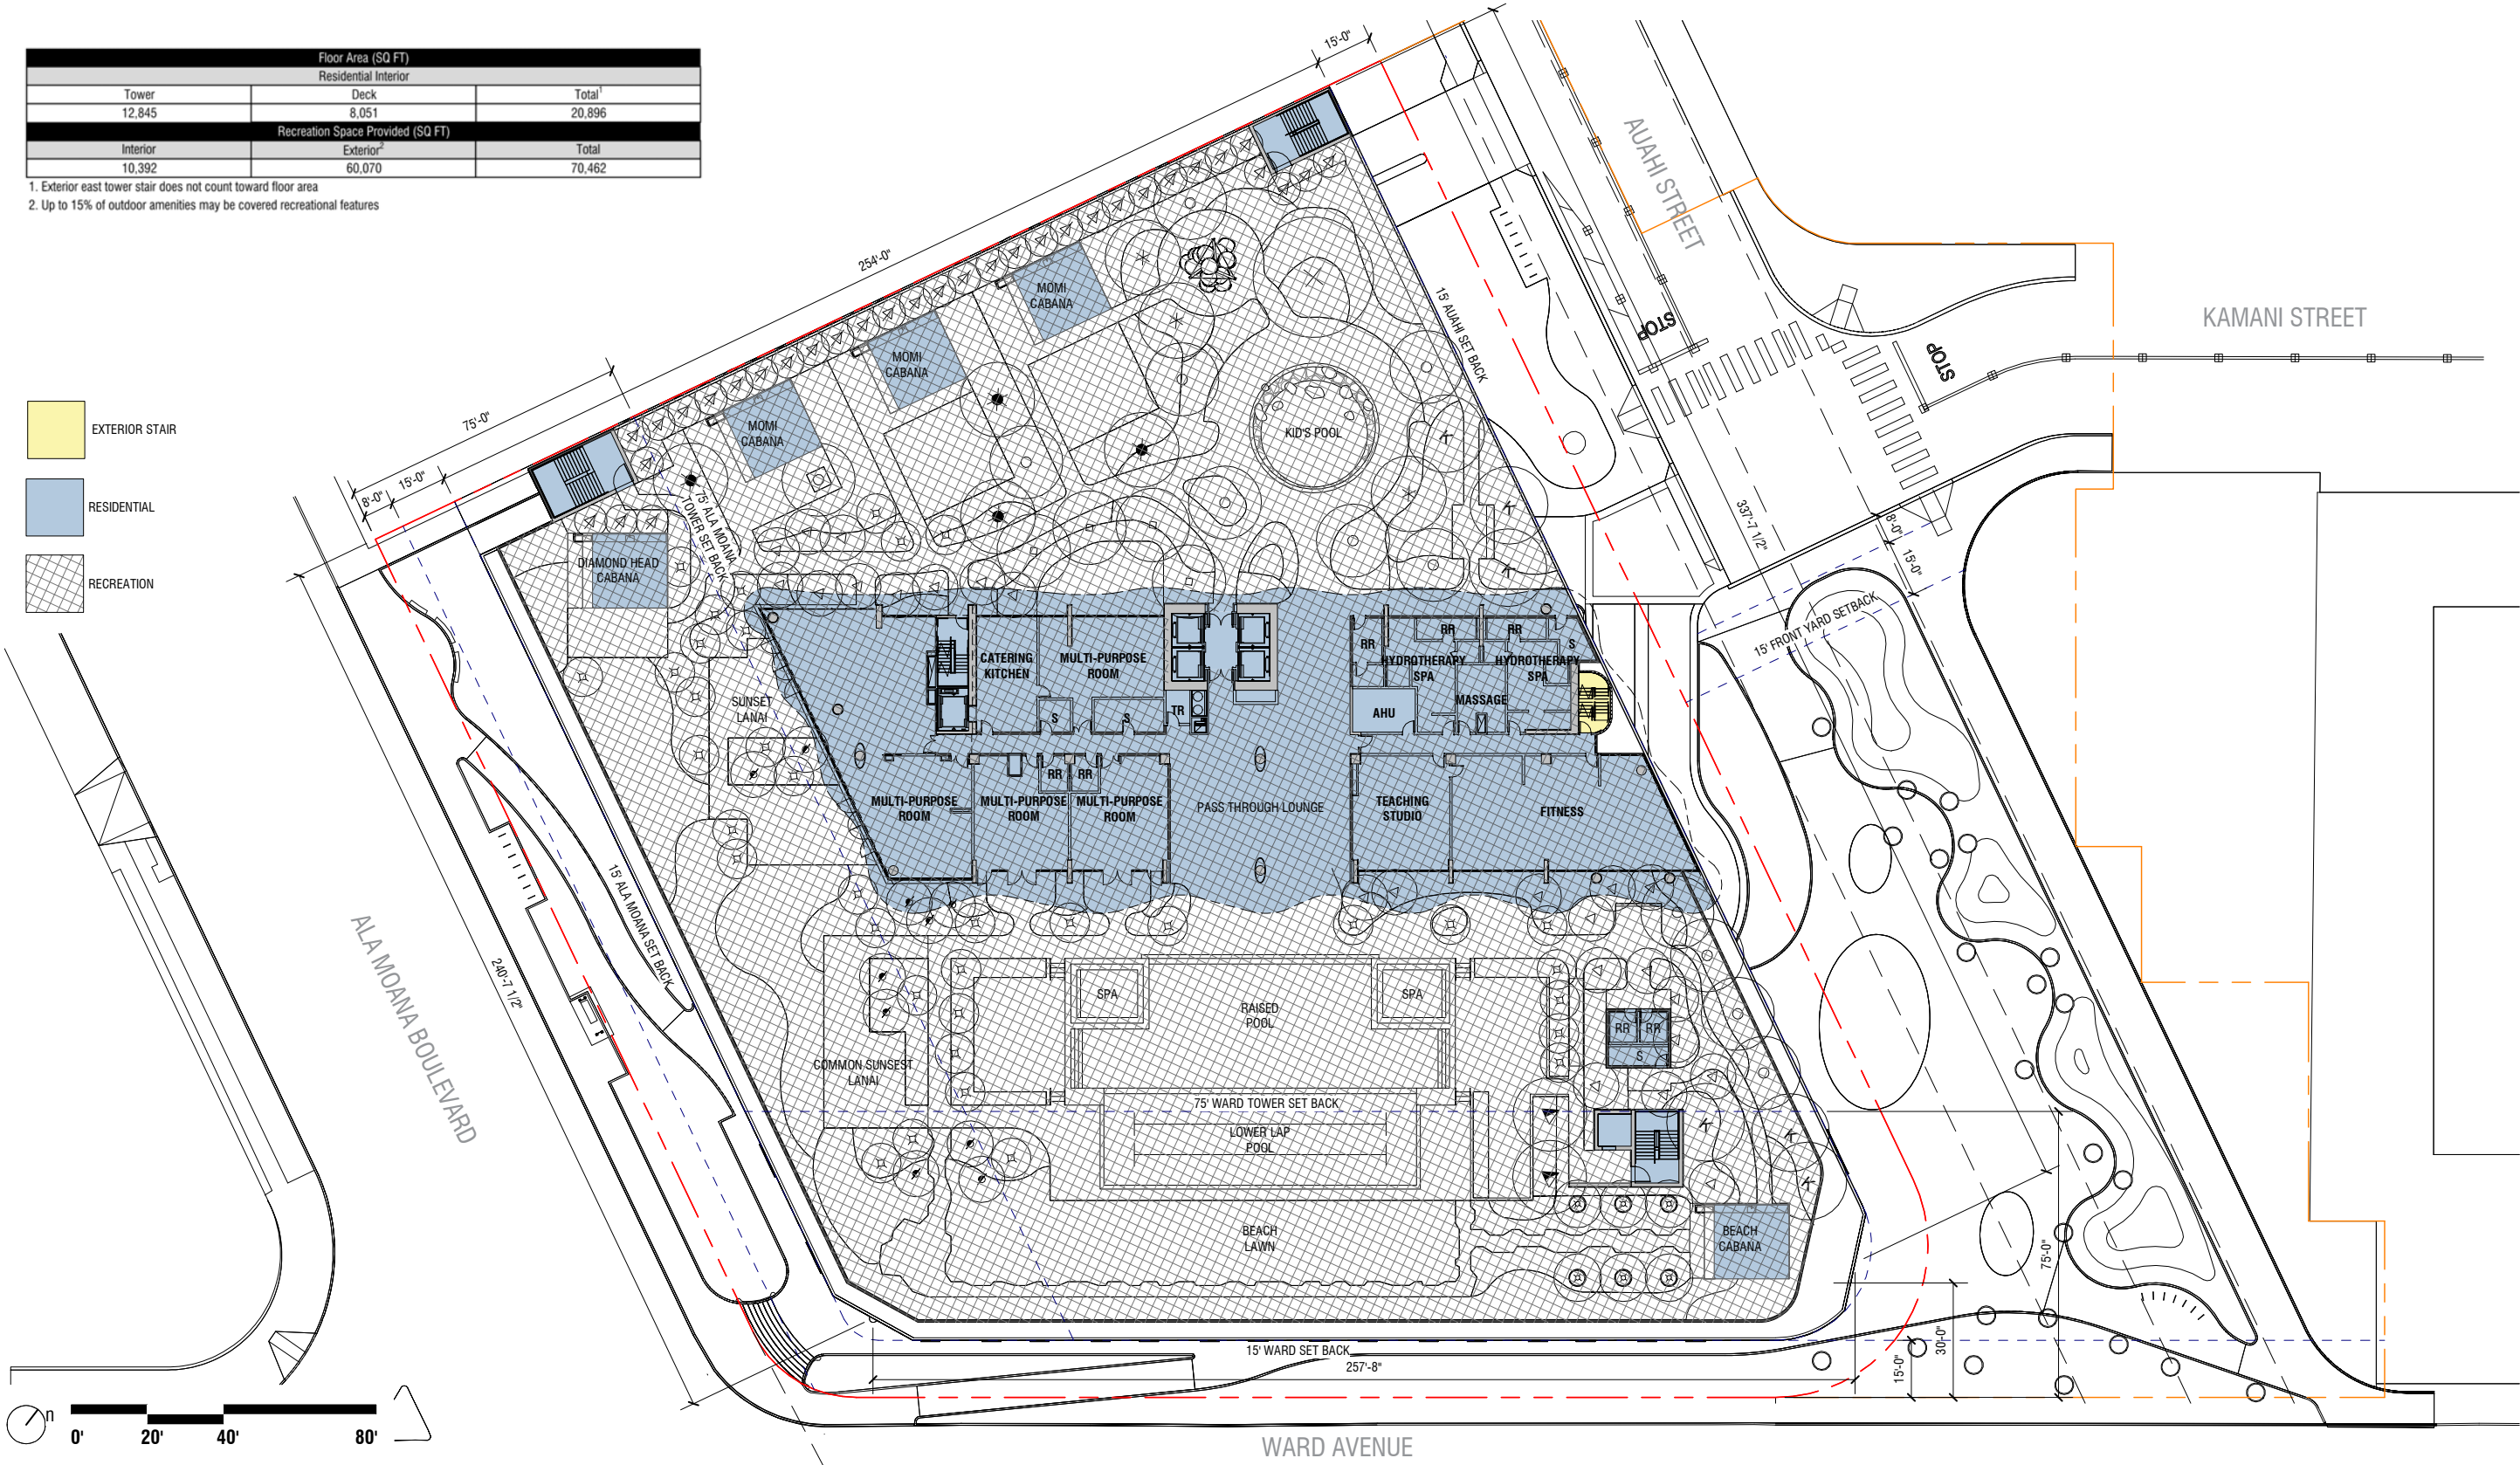 Floor Area (SQ FT)
Residential Interior
Tower Deck Total1
12,845 8,051 20,896
Recreation Space Provided (SQ FT)
Interior Exterior2 Total
10,392 60,070 70,462
1. Exterior east tower stair does not count toward floor area
2. Up to 15% of outdoor amenities may be covered recreational features
EXTERIOR STAIR
RESIDENTIAL
RECREATION
15'-0"
254'-0"
75'-0"
8'-0"
15'-0"
AUAHI STREET
KAMANI STREET
STOP
STOP
15' AUAHI SET BACK
MOMI
CABANA
MOMI
CABANA
MOMI
CABANA
KID'S POOL
75' ALA MOANA
TOWER SET BACK
DIAMOND HEAD
CABANA
337'-7 1/2"
8'-0"
15'-0"
15' FRONT YARD SETBACK
SUNSET
LANAI
CATERING
KITCHEN
MULTI-PURPOSE
ROOM
S
S
TR
RR
RR
RR
S
HYDROTHERAPY
SPA
HYDROTHERAPY
SPA
MASSAGE
AHU
RR
RR
MULTI-PURPOSE
ROOM
MULTI-PURPOSE
ROOM
MULTI-PURPOSE
ROOM
PASS THROUGH LOUNGE
TEACHING
STUDIO
FITNESS
15' ALA MOANA SET BACK
ALA MOANA BOULEVARD
240'-7 1/2"
SPA
RAISED
POOL
SPA
RR
RR
S
COMMON SUNSEST
LANAI
75' WARD TOWER SET BACK
LOWER LAP
POOL
BEACH
LAWN
BEACH
CABANA
75'-0"
30'-0"
15'-0"
15' WARD SET BACK
257'-8"
WARD AVENUE
n
0' 20' 40' 80'